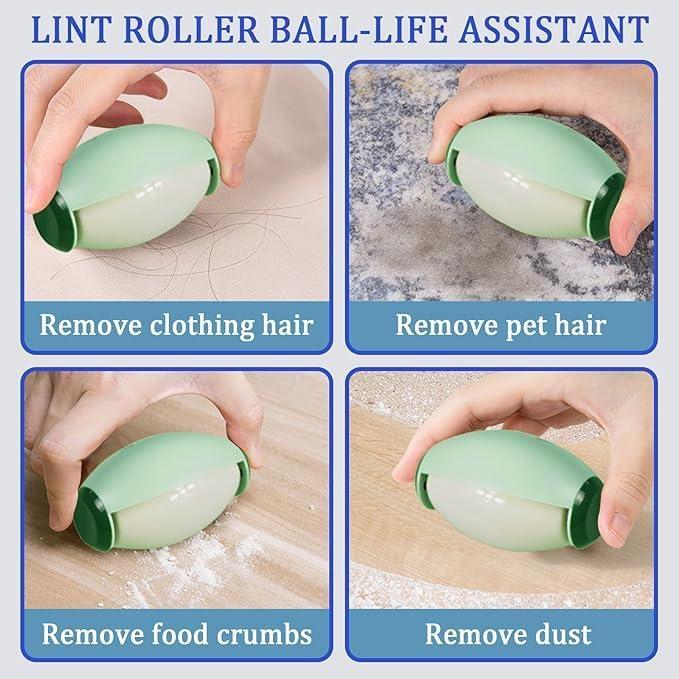 LINT ROLLER BALL-LIFE ASSISTANT
Remove clothing hair
Remove pet hair
Remove food crumbs
Remove dust